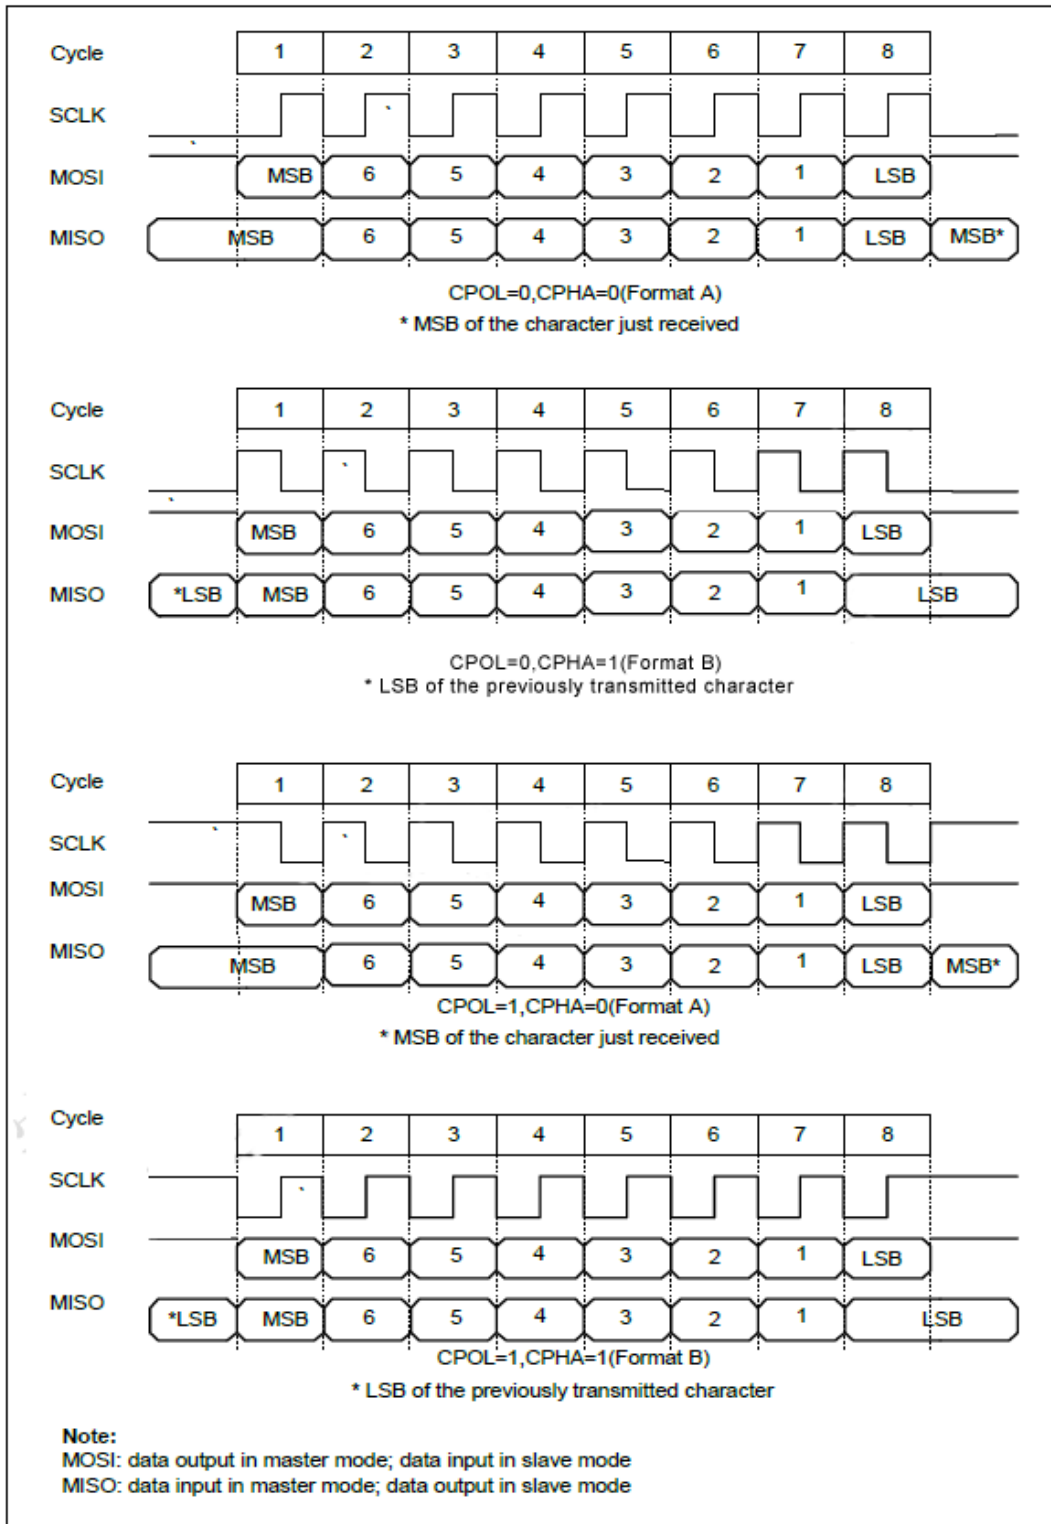 Cycle 1 2 3 4 5 6 7 8
SCLK
MOSI MSB 6 5 4 3 2 1 LSB
MISO MSB 6 5 4 3 2 1 LSB MSB*
CPOL=0,CPHA=0(Format A)
* MSB of the character just received
Cycle 1 2 3 4 5 6 7 8
SCLK
MOSI MSB 6 5 4 3 2 1 LSB
MISO *LSB MSB 6 5 4 3 2 1 LSB
CPOL=0,CPHA=1(Format B)
* LSB of the previously transmitted character
Cycle 1 2 3 4 5 6 7 8
SCLK
MOSI MSB 6 5 4 3 2 1 LSB
MISO MSB 6 5 4 3 2 1 LSB MSB*
CPOL=1,CPHA=0(Format A)
* MSB of the character just received
Cycle 1 2 3 4 5 6 7 8
SCLK
MOSI MSB 6 5 4 3 2 1 LSB
MISO *LSB MSB 6 5 4 3 2 1 LSB
CPOL=1,CPHA=1(Format B)
* LSB of the previously transmitted character
Note:
MOSI: data output in master mode; data input in slave mode
MISO: data input in master mode; data output in slave mode